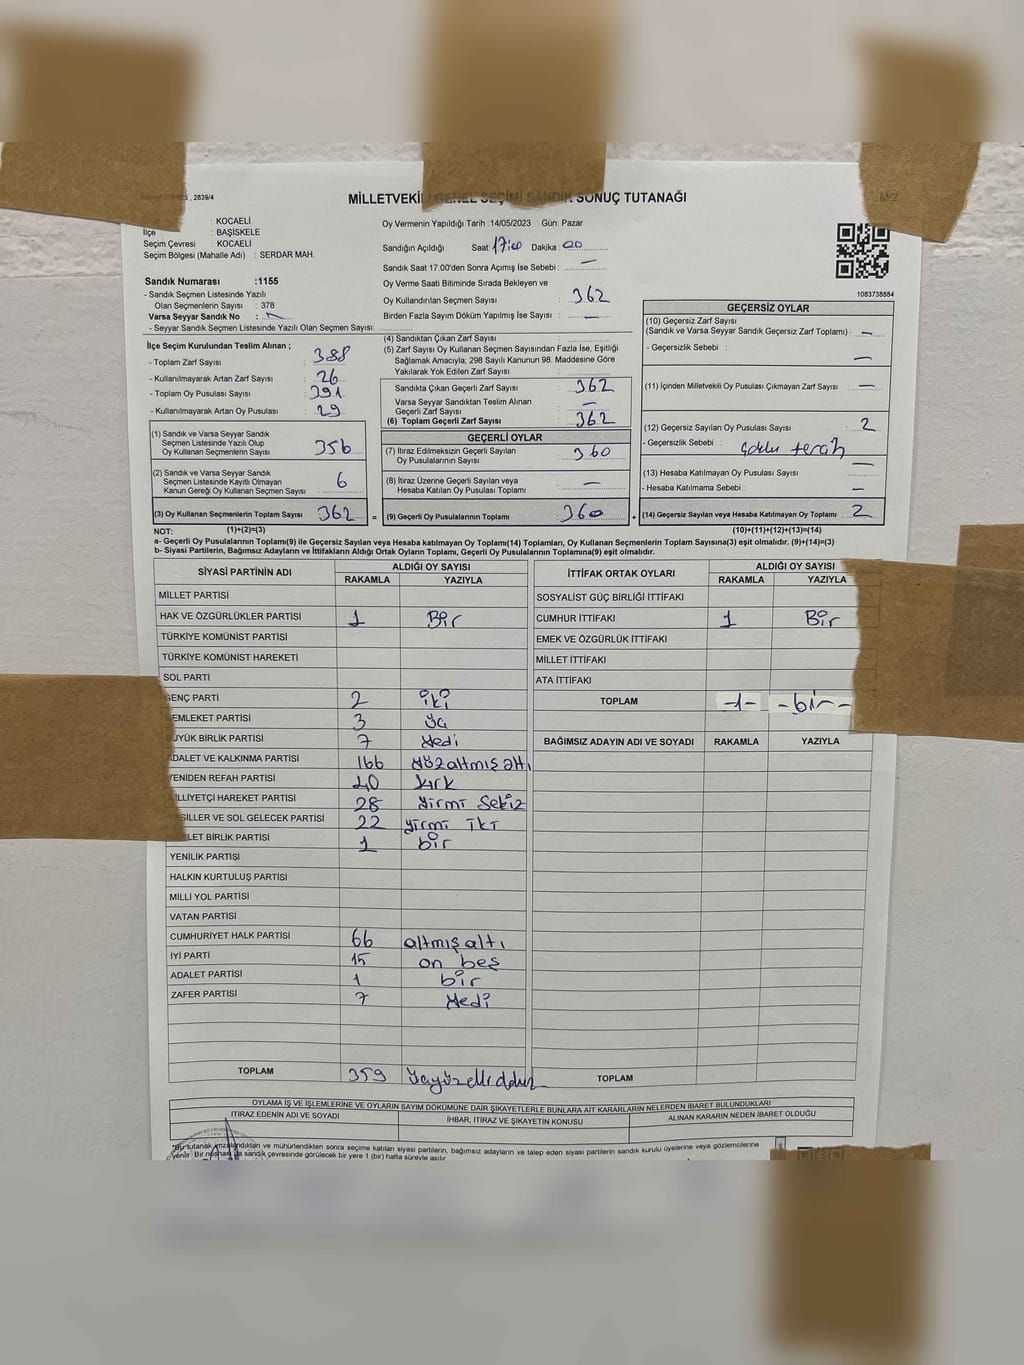 2839/4
MİLLETVEKİLİ GENEL SEÇİMİ SANDIK SONUÇ TUTANAĞI
M-2
: KOCAELİ
İlçe : BAŞİSKELE
Seçim Çevresi : KOCAELİ
Seçim Bölgesi (Mahalle Adı) : SERDAR MAH.
Oy Vermenin Yapıldığı Tarih :14/05/2023 Gün: Pazar
Sandığın Açıldığı Saat : 17:00 Dakika : 00
Sandık Saat 17:00'den Sonra Açımış İse Sebebi : —
Oy Verme Saati Bitiminde Sırada Bekleyen ve
Oy Kullandırılan Seçmen Sayısı : 362
Birden Fazla Sayım Döküm Yapılmış İse Sayısı : —
1083738884
Sandık Numarası :1155
- Sandık Seçmen Listesinde Yazılı
Olan Seçmenlerin Sayısı : 378
Varsa Seyyar Sandık No :
- Seyyar Sandık Seçmen Listesinde Yazılı Olan Seçmen Sayısı:
İlçe Seçim Kurulundan Teslim Alınan ;
- Toplam Zarf Sayısı : 388
- Kullanılmayarak Artan Zarf Sayısı : 26
- Toplam Oy Pusulası Sayısı : 391
- Kullanılmayarak Artan Oy Pusulası : 29
(1) Sandık ve Varsa Seyyar Sandık
Seçmen Listesinde Yazılı Olup
Oy Kullanan Seçmenlerin Sayısı : 356
(2) Sandık ve Varsa Seyyar Sandık
Seçmen Listesinde Kayıtlı Olmayan
Kanun Gereği Oy Kullanan Seçmen Sayısı : 6
(3) Oy Kullanan Seçmenlerin Toplam Sayısı : 362 =
(1)+(2)=(3)
(4) Sandıktan Çıkan Zarf Sayısı :
(5) Zarf Sayısı Oy Kullanan Seçmen Sayısından Fazla İse, Eşitliği
Sağlamak Amacıyla; 298 Sayılı Kanunun 98. Maddesine Göre
Yakılarak Yok Edilen Zarf Sayısı :
Sandıkta Çıkan Geçerli Zarf Sayısı : 362
Varsa Seyyar Sandıktan Teslim Alınan
Geçerli Zarf Sayısı : —
(6) Toplam Geçerli Zarf Sayısı : 362
GEÇERLİ OYLAR
(7) İtiraz Edilmeksizin Geçerli Sayılan
Oy Pusulalarının Sayısı : 360
(8) İtiraz Üzerine Geçerli Sayılan veya
Hesaba Katılan Oy Pusulası Toplamı : —
(9) Geçerli Oy Pusulalarının Toplamı : 360 +
GEÇERSİZ OYLAR
(10) Geçersiz Zarf Sayısı
(Sandık ve Varsa Seyyar Sandık Geçersiz Zarf Toplamı) : —
- Geçersizlik Sebebi : —
(11) İçinden Milletvekili Oy Pusulası Çıkmayan Zarf Sayısı : —
(12) Geçersiz Sayılan Oy Pusulası Sayısı : 2
- Geçersizlik Sebebi : çoklu tercih
(13) Hesaba Katılmayan Oy Pusulası Sayısı : —
- Hesaba Katılmama Sebebi : —
(14) Geçersiz Sayılan veya Hesaba Katılmayan Oy Toplamı : 2
(10)+(11)+(12)+(13)=(14)
NOT:
a- Geçerli Oy Pusulalarının Toplamı(9) ile Geçersiz Sayılan veya Hesaba katılmayan Oy Toplamı(14) Toplamları, Oy Kullanan Seçmenlerin Toplam Sayısına(3) eşit olmalıdır. (9)+(14)=(3)
b- Siyasi Partilerin, Bağımsız Adayların ve İttifakların Aldığı Ortak Oyların Toplamı, Geçerli Oy Pusulalarının Toplamına(9) eşit olmalıdır.
SİYASİ PARTİNİN ADI ALDIĞI OY SAYISI
RAKAMLA YAZIYLA
MİLLET PARTİSİ
HAK VE ÖZGÜRLÜKLER PARTİSİ 1 Bir
TÜRKİYE KOMÜNİST PARTİSİ
TÜRKİYE KOMÜNİST HAREKETİ
SOL PARTİ
GENÇ PARTİ 2 iki
EMLEKET PARTİSİ 3 üç
ÜYÜK BİRLİK PARTİSİ 7 Yedi
ADALET VE KALKINMA PARTİSİ 166 Yüzaltmışaltı
YENİDEN REFAH PARTİSİ 40 kırk
İLLİYETÇİ HAREKET PARTİSİ 28 Yirmi Sekiz
ŞİLLER VE SOL GELECEK PARTİSİ 22 yirmi iki
LET BİRLİK PARTİSİ 1 bir
YENİLİK PARTİSİ
HALKIN KURTULUŞ PARTİSİ
MİLLİ YOL PARTİSİ
VATAN PARTİSİ
CUMHURİYET HALK PARTİSİ 66 altmış altı
İYİ PARTİ 15 on beş
ADALET PARTİSİ 1 bir
ZAFER PARTİSİ 7 Yedi
TOPLAM 359
İTTİFAK ORTAK OYLARI ALDIĞI OY SAYISI
RAKAMLA YAZIYLA
SOSYALİST GÜÇ BİRLİĞİ İTTİFAKI
CUMHUR İTTİFAKI 1 Bir
EMEK VE ÖZGÜRLÜK İTTİFAKI
MİLLET İTTİFAKI
ATA İTTİFAKI
TOPLAM -1- -bir-
BAĞIMSIZ ADAYIN ADI VE SOYADI RAKAMLA YAZIYLA
TOPLAM
OYLAMA İŞ VE İŞLEMLERİNE VE OYLARIN SAYIM DÖKÜMÜNE DAİR ŞİKAYETLERLE BUNLARA AİT KARARLARIN NELERDEN İBARET BULUNDUKLARI
İTİRAZ EDENİN ADI VE SOYADI İHBAR, İTİRAZ VE ŞİKAYETİN KONUSU ALINAN KARARIN NEDEN İBARET OLDUĞU
*Bu tutanak imzalandıktan ve mühürlendikten sonra seçime katılan siyasi partilerin, bağımsız adayların ve talep eden siyasi partilerin sandık kurulu üyelerine veya gözlemcilerine
verilir. Bir nüshası da sandık çevresinde görülecek bir yere 1 (bir) hafta süreyle asılır.